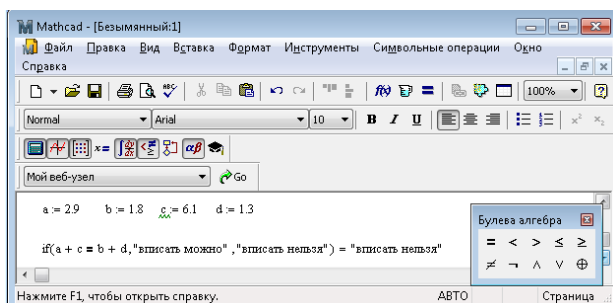 Mathcad - [Безымянный:1]
Файл Правка Вид Вставка Формат Инструменты Символьные операции Окно
Справка
100%
Normal Arial 10 B I U
Мой веб-узел Go
a := 2.9 b := 1.8 c := 6.1 d := 1.3
if(a + c = b + d,"вписать можно" ,"вписать нельзя") = "вписать нельзя"
Булева алгебра
= < > ≤ ≥
≠ ¬ ∧ ∨ ⊕
Нажмите F1, чтобы открыть справку. АВТО Страница